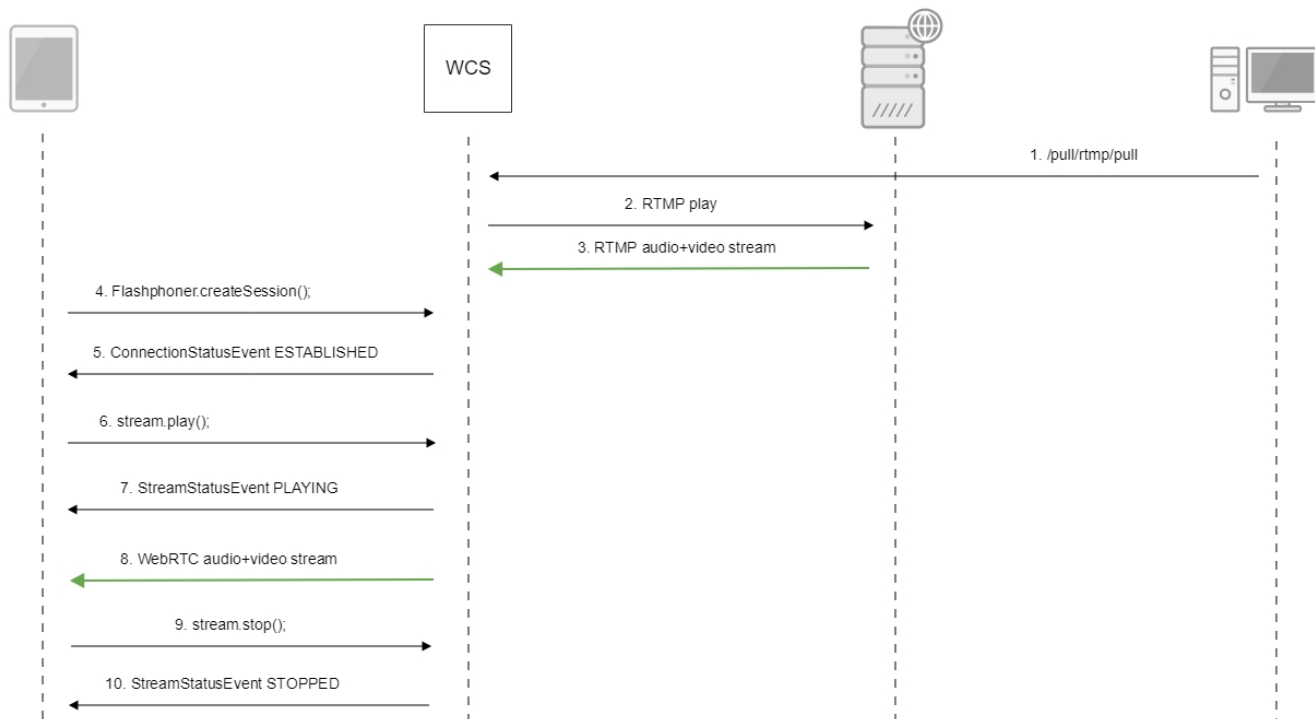 WCS
1. /pull/rtmp/pull
2. RTMP play
3. RTMP audio+video stream
4. Flashphoner.createSession();
5. ConnectionStatusEvent ESTABLISHED
6. stream.play();
7. StreamStatusEvent PLAYING
8. WebRTC audio+video stream
9. stream.stop();
10. StreamStatusEvent STOPPED